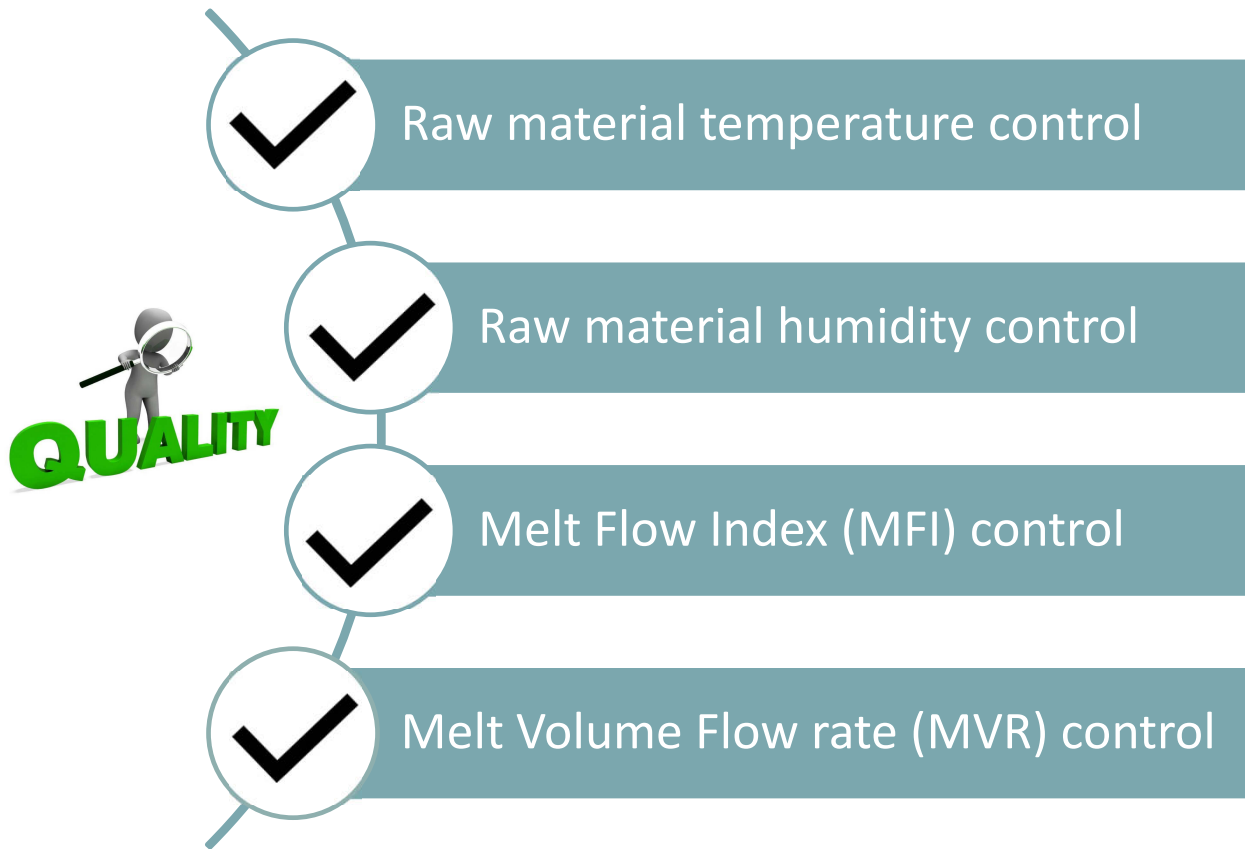 Raw material temperature control
Raw material humidity control
QUALITY
Melt Flow Index (MFI) control
Melt Volume Flow rate (MVR) control